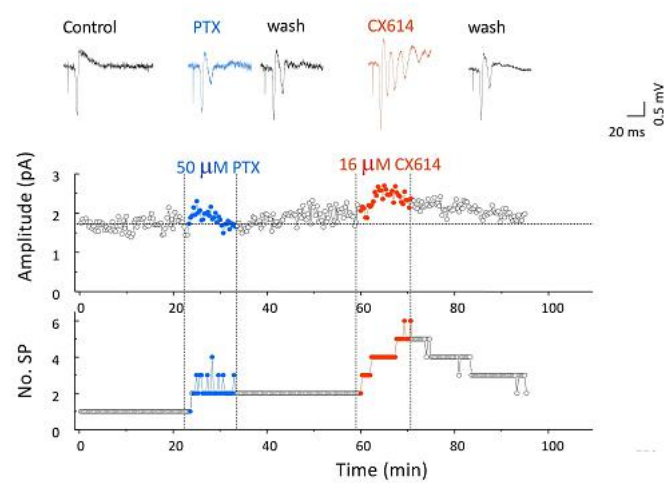 Control PTX wash CX614 wash
0.5 mV
20 ms
50 μM PTX 16 μM CX614
Amplitude (pA)
3
2
1
0
0 20 40 60 80 100
No. SP
6
4
2
0
0 20 40 60 80 100
Time (min)